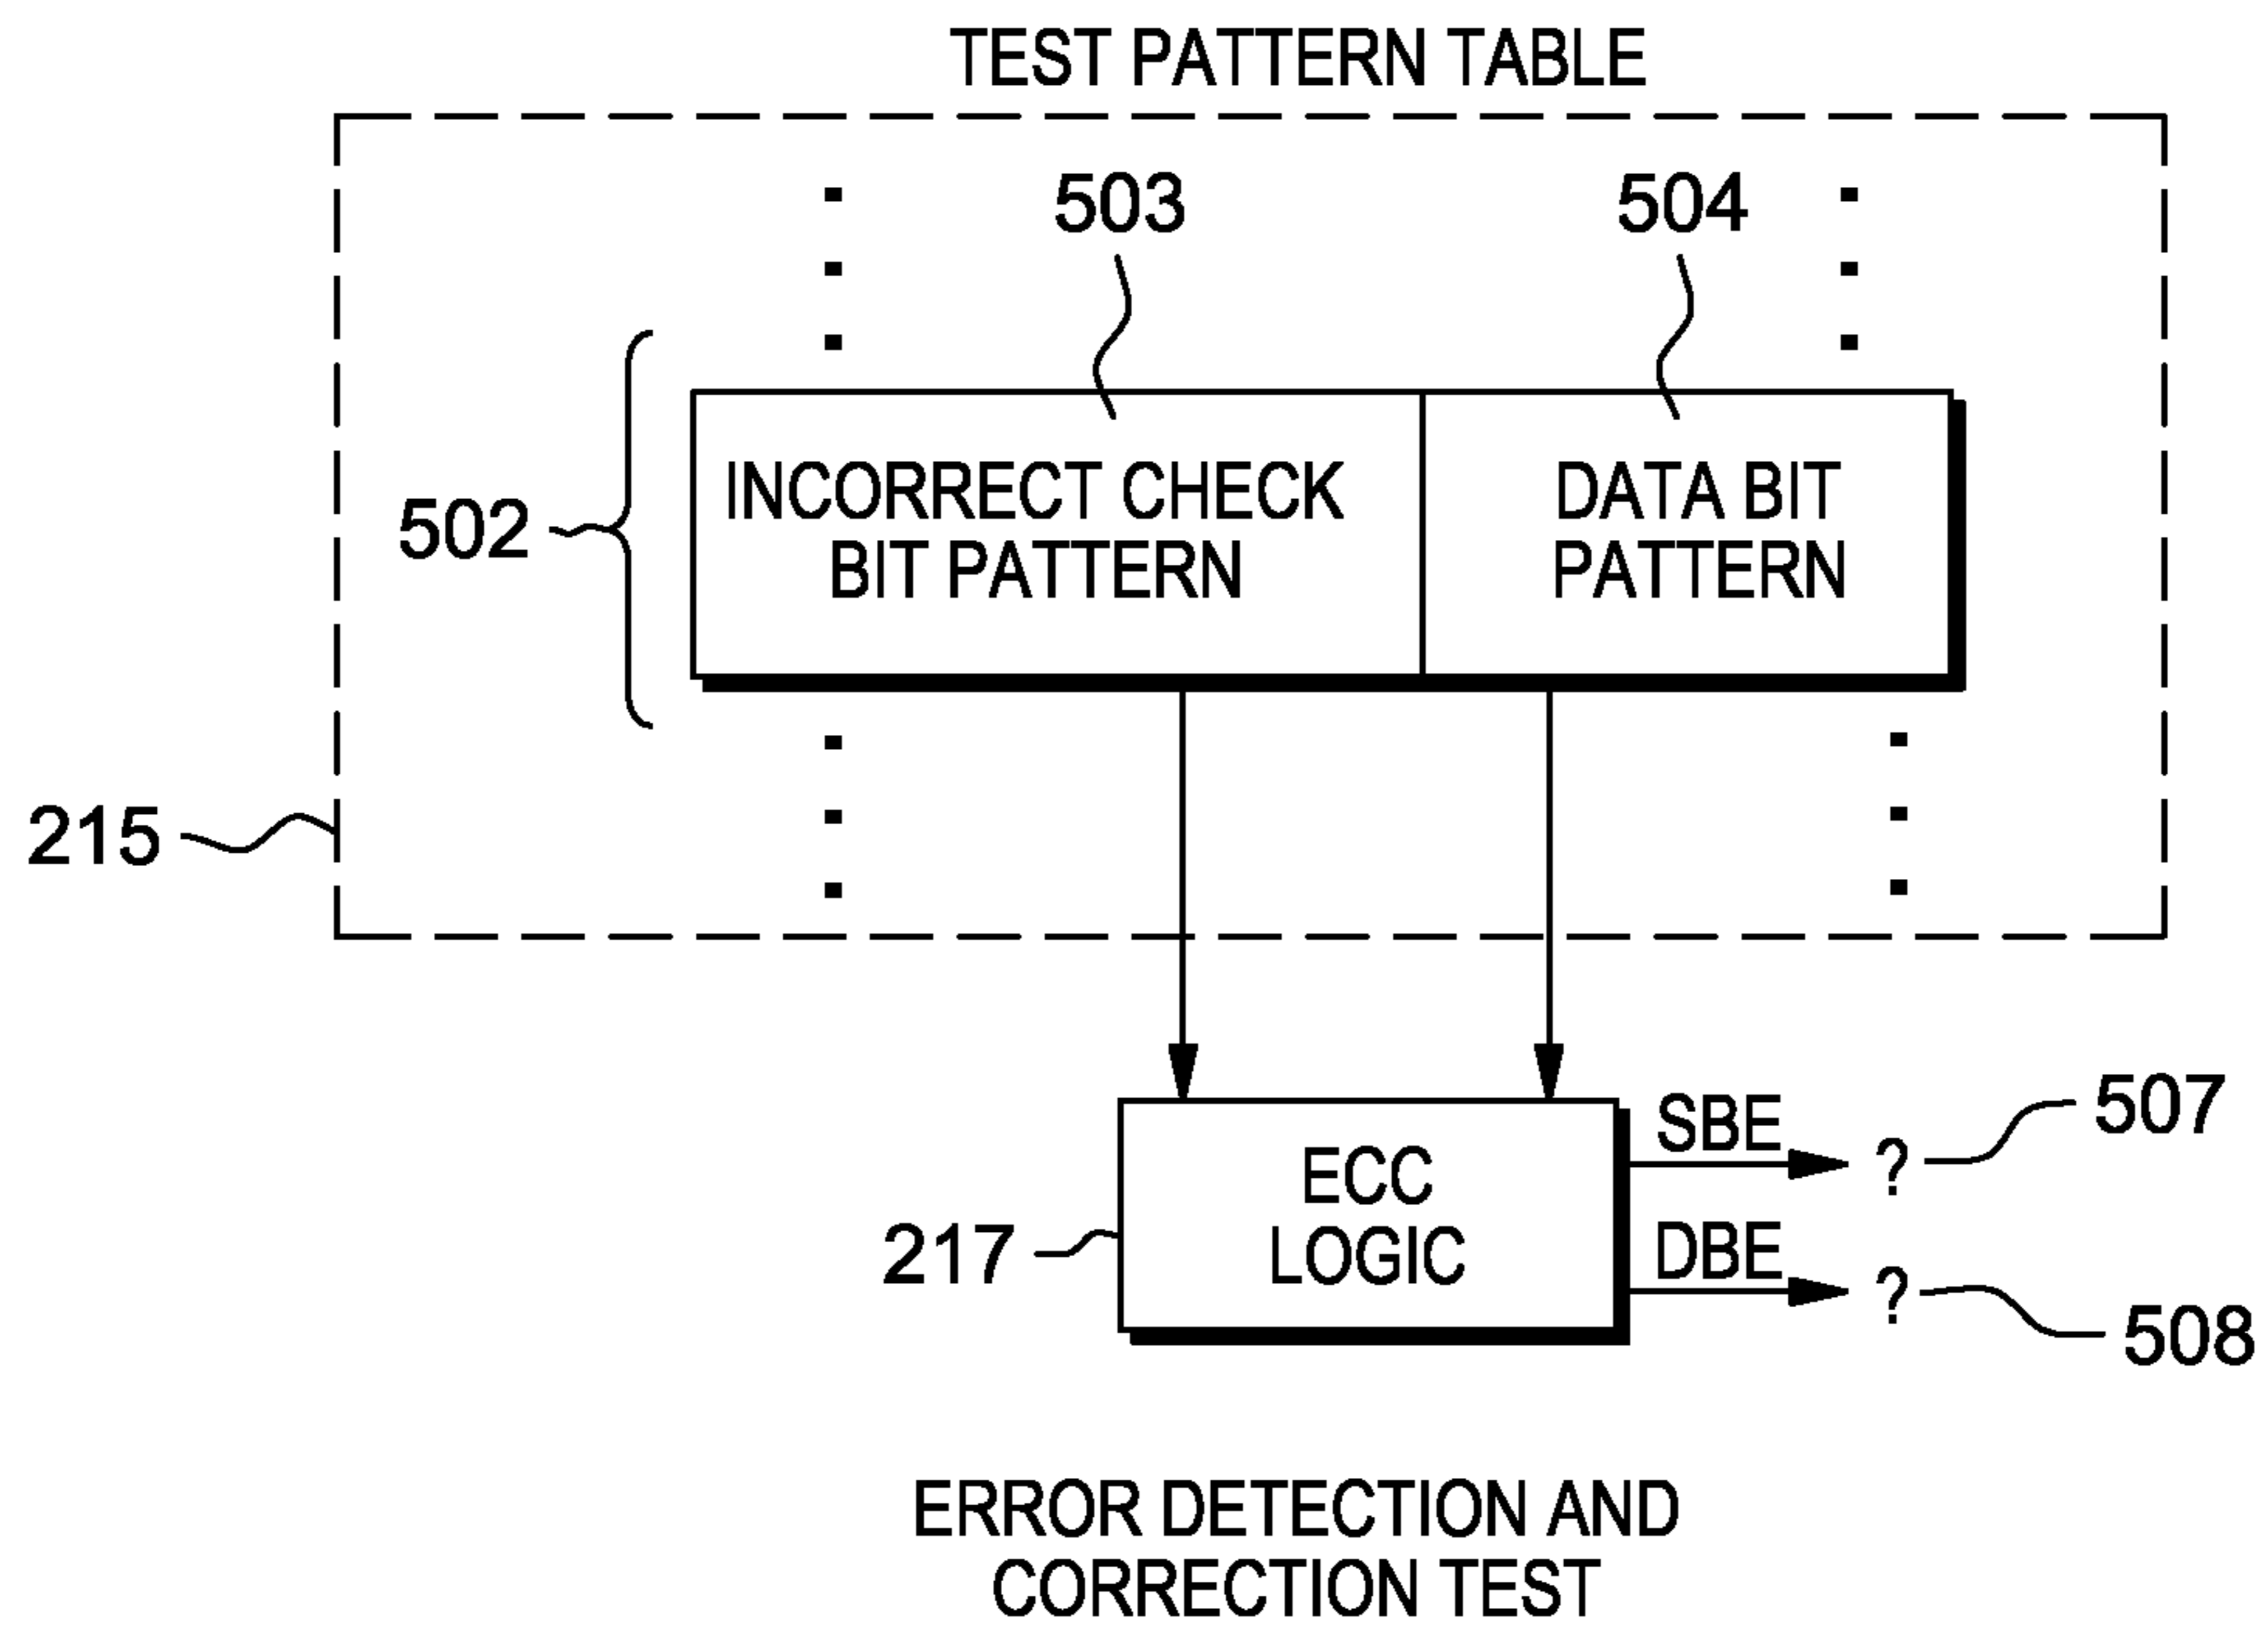 TEST PATTERN TABLE
503
504
INCORRECT CHECK
BIT PATTERN
DATA BIT
PATTERN
502
215
SBE
?
507
ECC
LOGIC
217
DBE
?
508
ERROR DETECTION AND
CORRECTION TEST